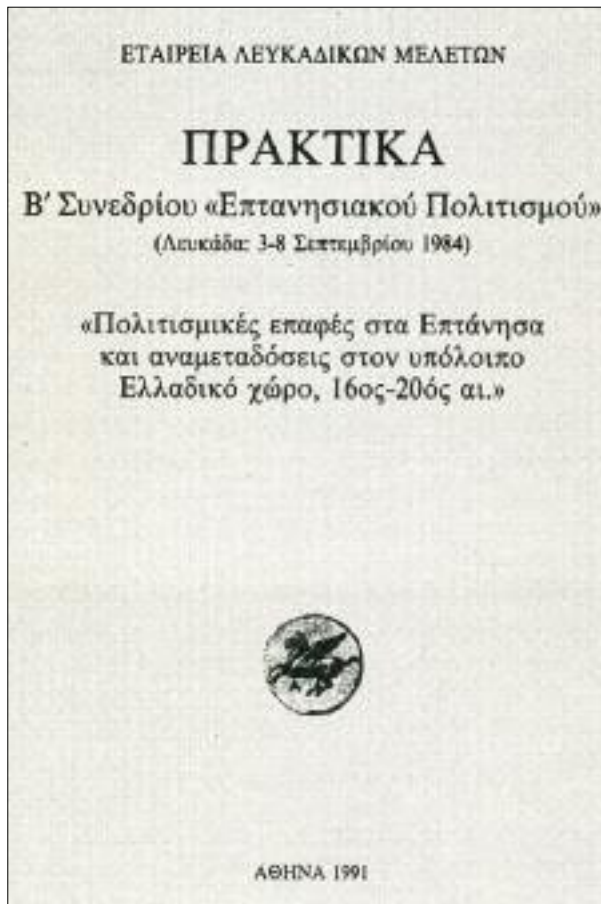 ΕΤΑΙΡΕΙΑ ΛΕΥΚΑΔΙΚΩΝ ΜΕΛΕΤΩΝ
ΠΡΑΚΤΙΚΑ
Β′ Συνεδρίου «Επτανησιακού Πολιτισμού»
(Λευκάδα: 3-8 Σεπτεμβρίου 1984)
«Πολιτισμικές επαφές στα Επτάνησα
και αναμεταδόσεις στον υπόλοιπο
Ελλαδικό χώρο, 16ος-20ός αι.»
ΑΘΗΝΑ 1991